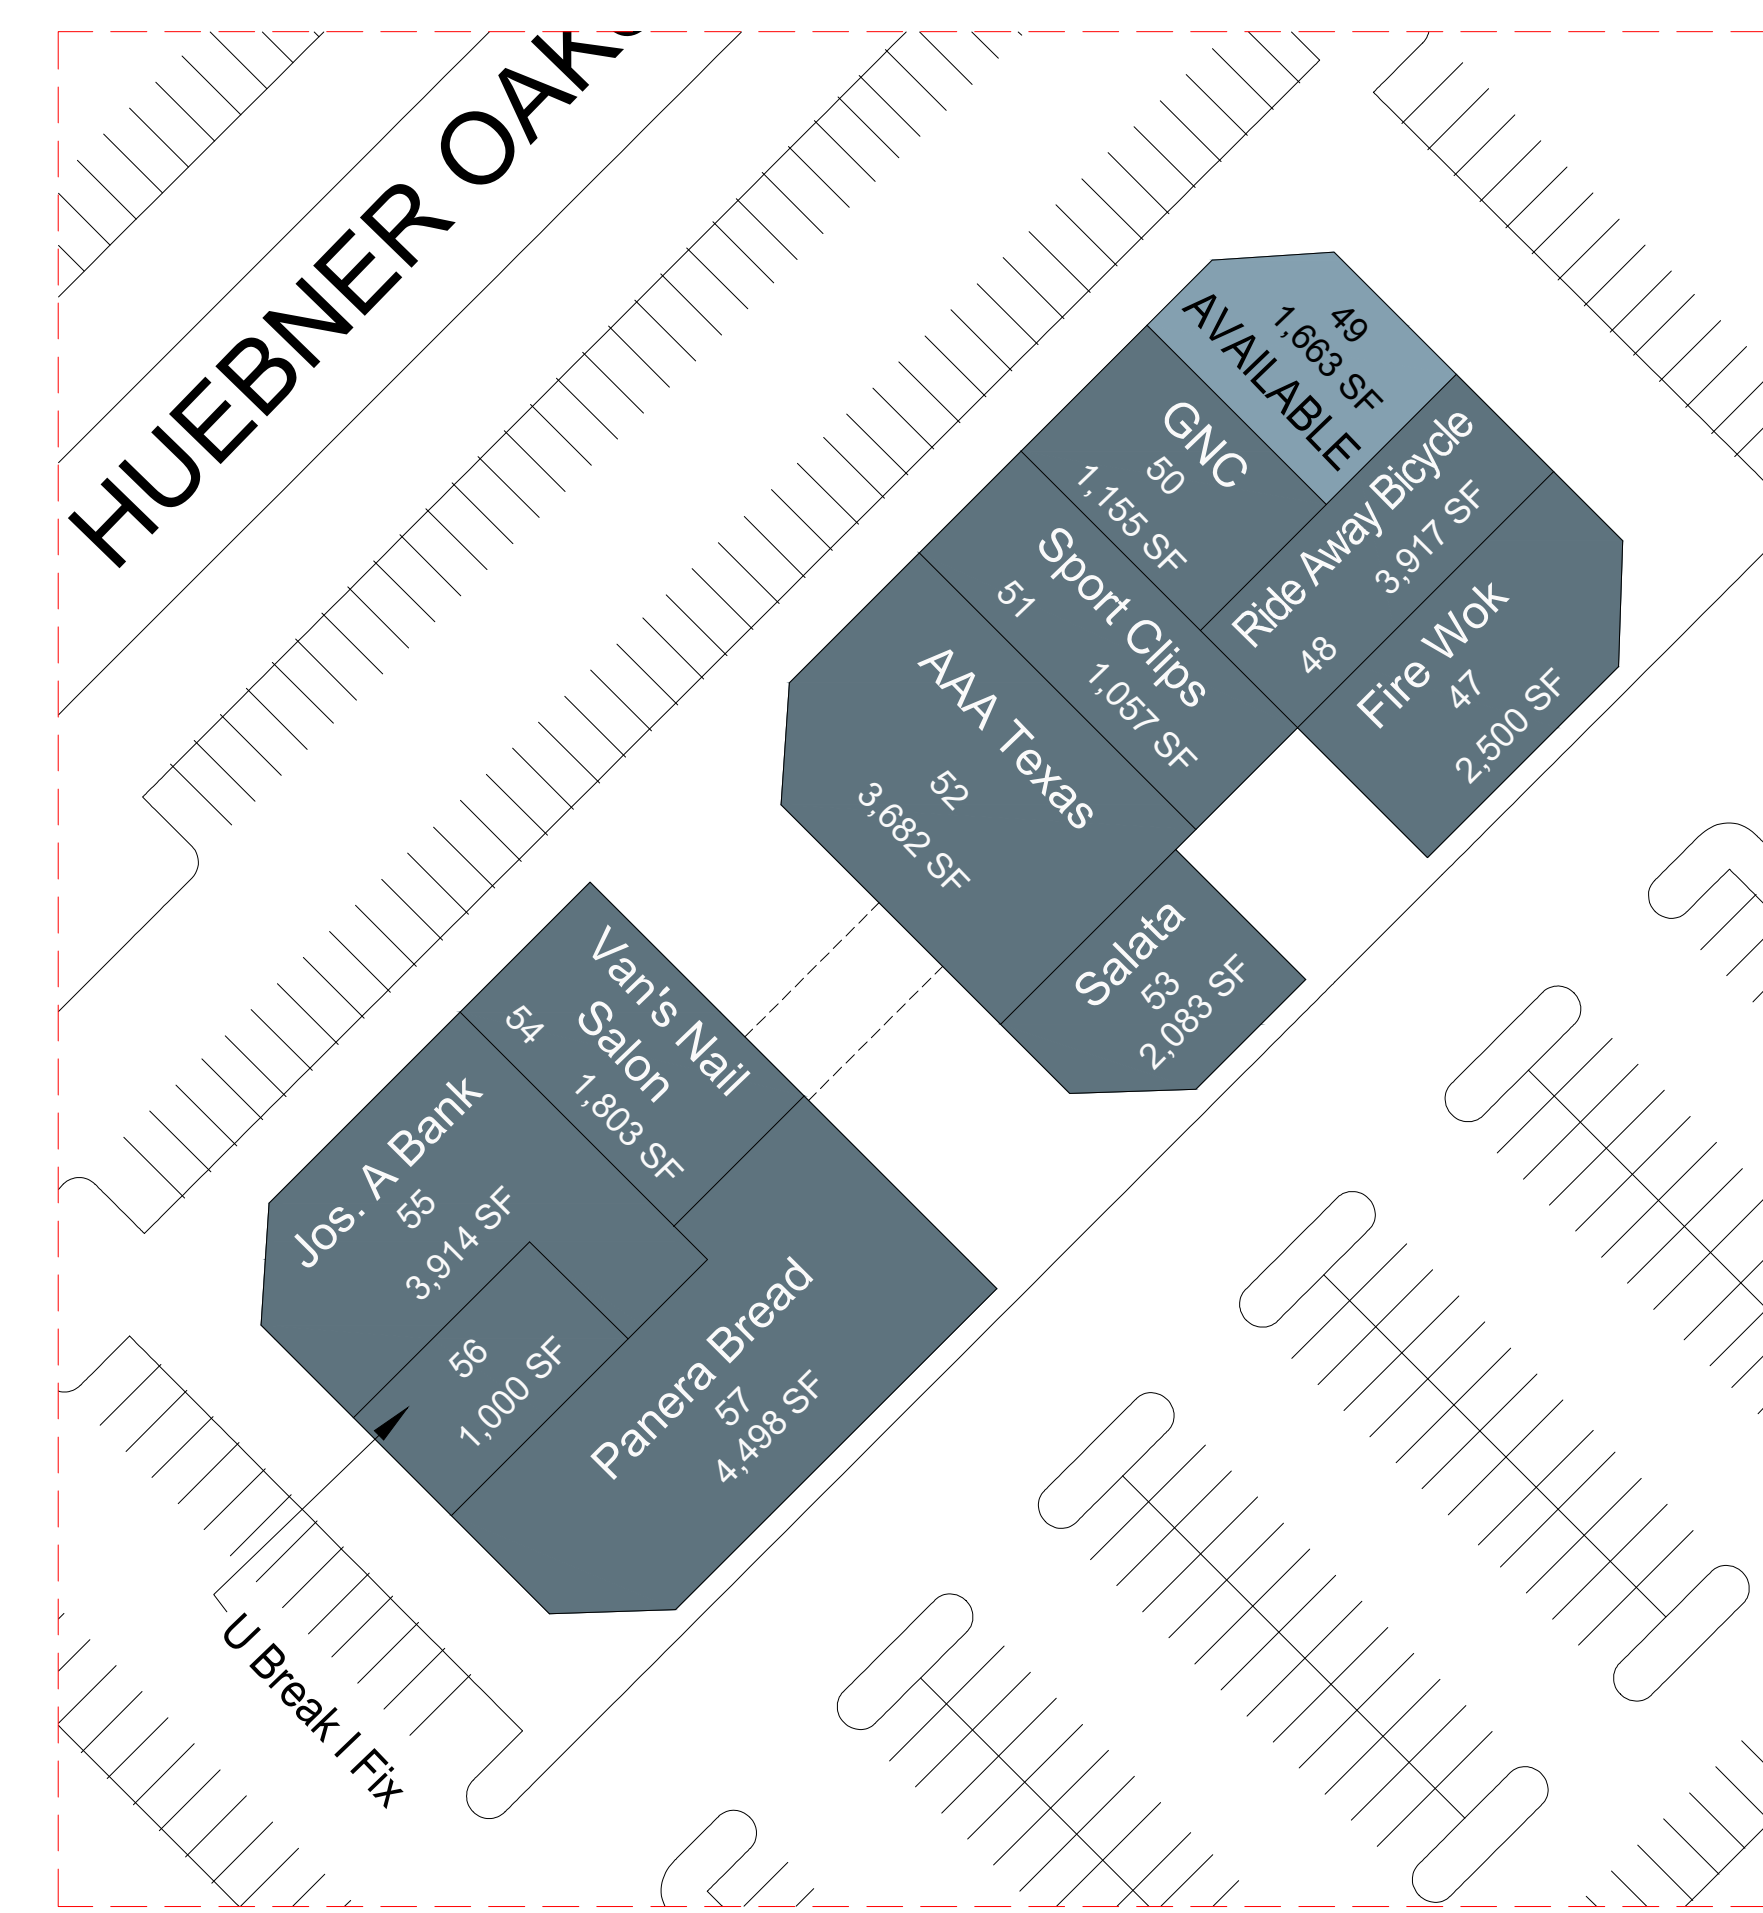 HUEBNER OAK
49
1,663 SF
AVAILABLE
GNC
50
1,155 SF
Ride Away Bicycle
3,917 SF
48
Sport Clips
51
1,057 SF
Fire Wok
47
2,500 SF
AAA Texas
52
3,682 SF
Salata
53
2,083 SF
Van's Nail
Salon
54
1,803 SF
Jos. A Bank
55
3,914 SF
56
1,000 SF
Panera Bread
57
4,498 SF
U Break I Fix